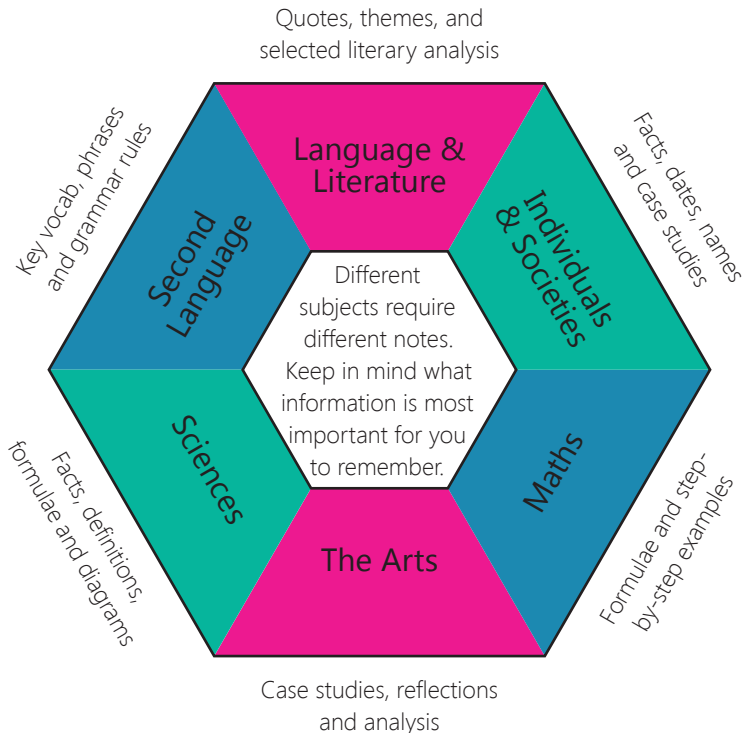 Quotes, themes, and
selected literary analysis
Language &
Literature
Facts, dates, names
and case studies
Individuals
& Societies
Formulae and step-
by-step examples
Maths
Case studies, reflections
and analysis
The Arts
Facts, definitions,
formulae and diagrams
Sciences
Key vocab, phrases
and grammar rules
Second
Language
Different
subjects require
different notes.
Keep in mind what
information is most
important for you
to remember.